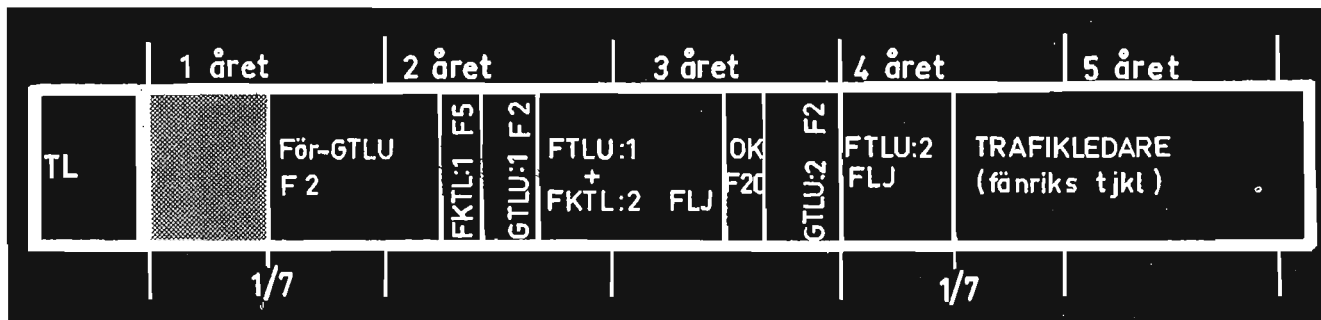 1 året
2 året
3 året
4 året
5 året
TL
För-GTLU
F 2
FKTL:1 F5
GTLU:1 F2
FTLU:1
+
FKTL:2 FLJ
OK
F20
GTLU:2 F2
FTLU:2
FLJ
TRAFIKLEDARE
(fänriks tjkl)
1/7
1/7